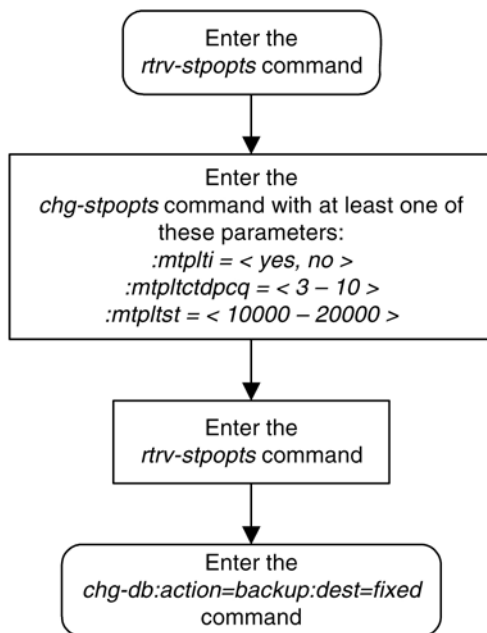 Enter the
rtrv-stpopts command
Enter the
chg-stpopts command with at least one of
these parameters:
:mtplti = < yes, no >
:mtpltctdpcq = < 3 – 10 >
:mtpltst = < 10000 – 20000 >
Enter the
rtrv-stpopts command
Enter the
chg-db:action=backup:dest=fixed
command